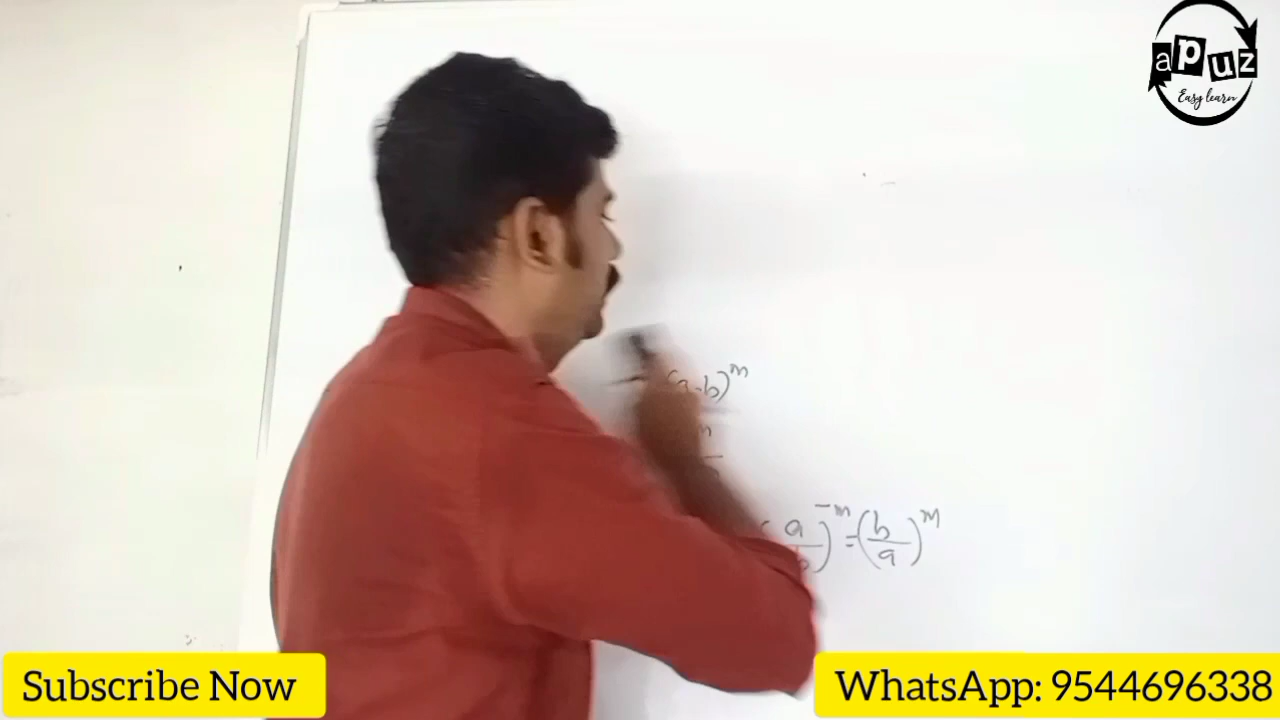 apuz
Easy learn
(a·b)^m
m
(a/b)^-m = (b/a)^m
Subscribe Now
WhatsApp: 9544696338